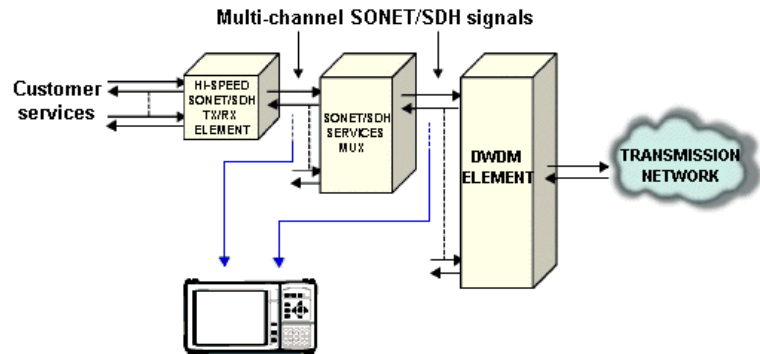 Multi-channel SONET/SDH signals
Customer
services
HI-SPEED
SONET/SDH
TX/RX
ELEMENT
SONET/SDH
SERVICES
MUX
DWDM
ELEMENT
TRANSMISSION
NETWORK